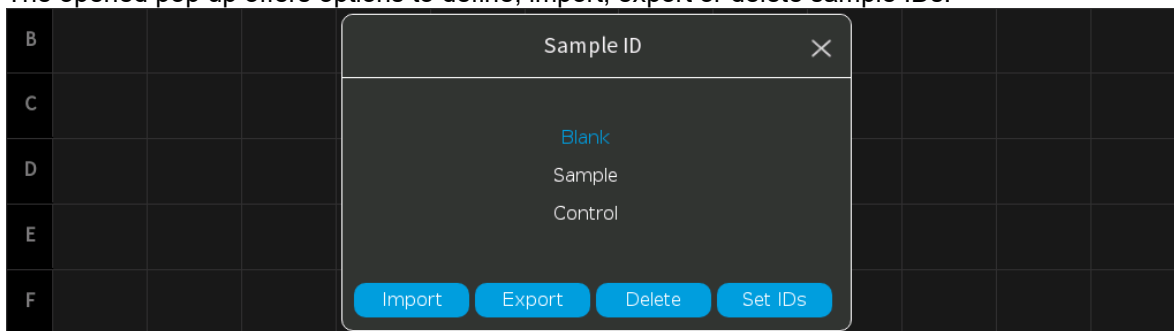 The opened pop up offers options to define, import, export or delete sample IDs.
B
Sample ID
C
Blank
D
Sample
Control
E
F
Import Export Delete Set IDs